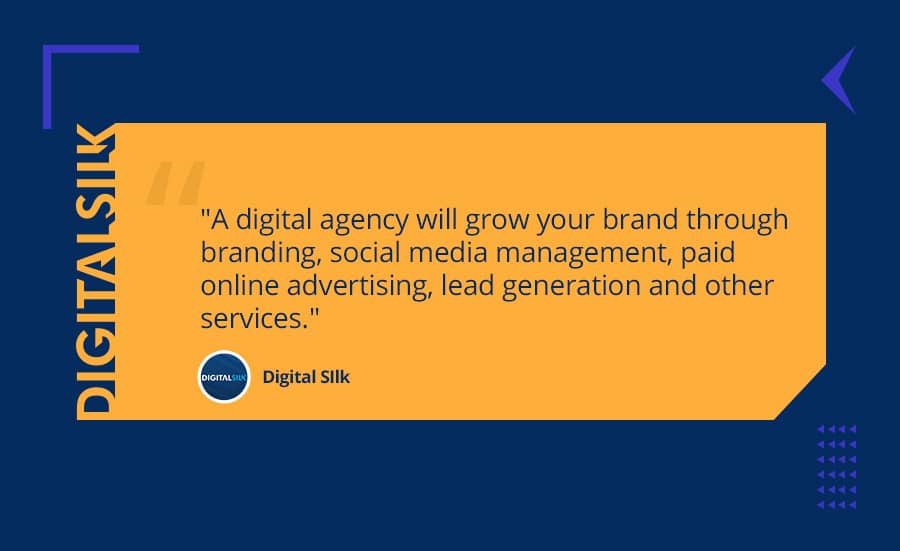 DIGITALSILK
"A digital agency will grow your brand through
branding, social media management, paid
online advertising, lead generation and other
services."
DIGITALSILK
Digital SIlk